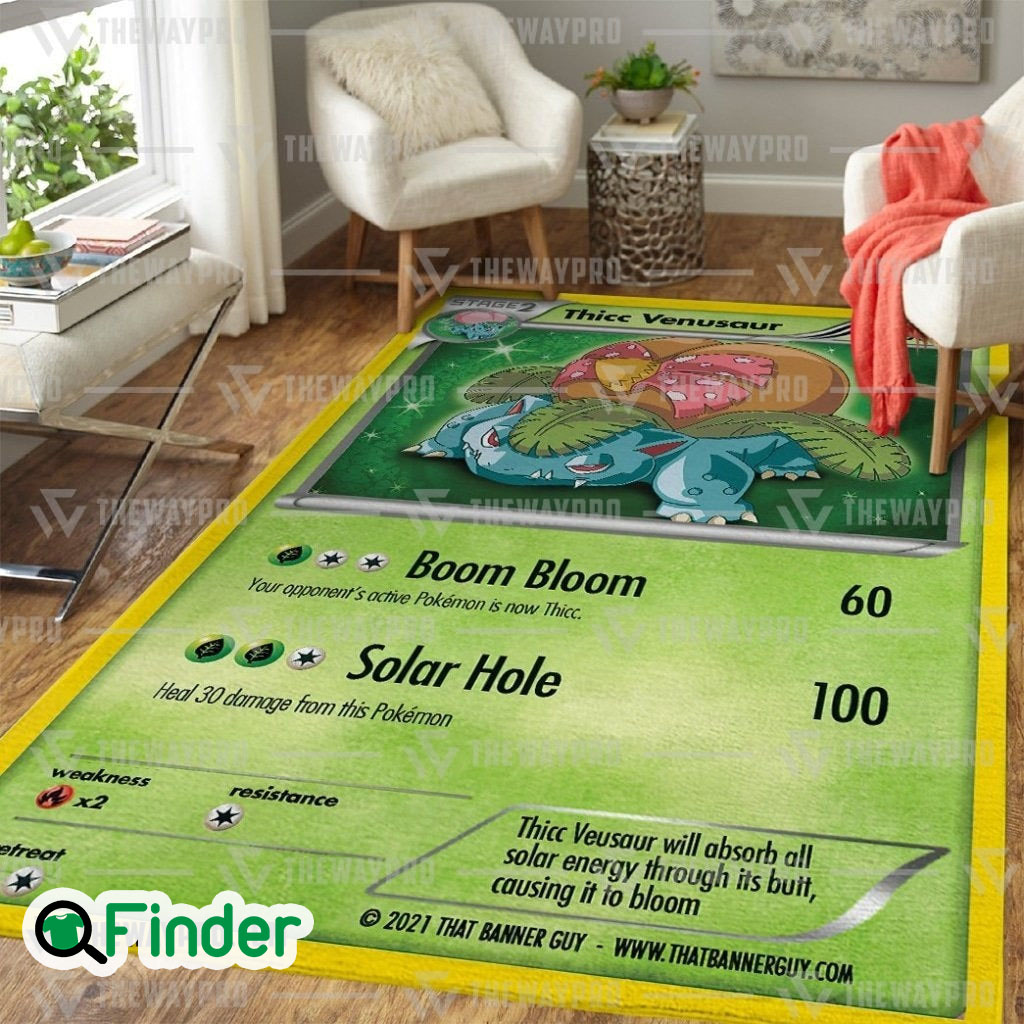 THEWAYPRO
STAGE2
Thicc Venusaur
Boom Bloom 60
Your opponent's active Pokémon is now Thicc.
Solar Hole 100
Heal 30 damage from this Pokémon
weakness
x2
resistance
etreat
Thicc Veusaur will absorb all
solar energy through its butt,
causing it to bloom
© 2021 THAT BANNER GUY - WWW.THATBANNERGUY.COM
Finder